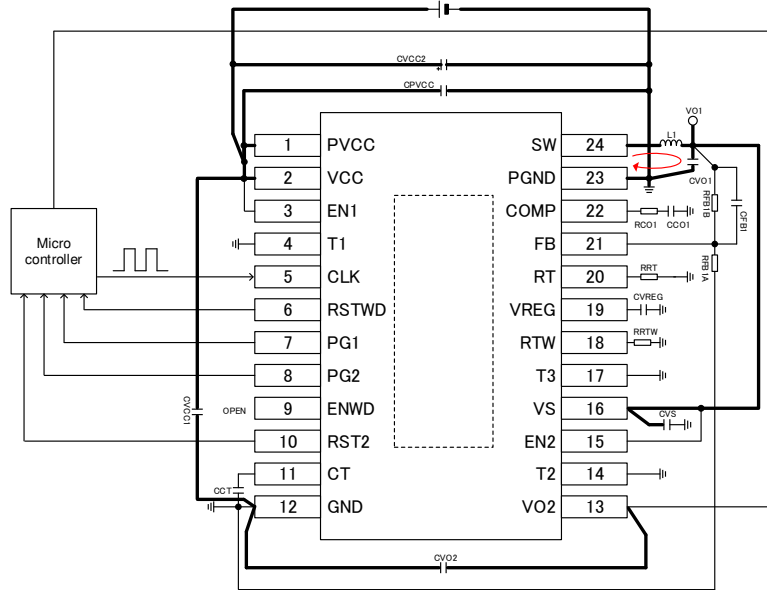 CVCC2
+
CPVCC
VO1
1 PVCC SW 24 L1
2 VCC PGND 23
CVO1
3 EN1 COMP 22
RCO1 CCO1
RFB1B
CFB1
4 T1 FB 21
Micro
controller
5 CLK RT 20 RRT
RFB1A
6 RSTWD VREG 19 CVREG
7 PG1 RTW 18 RRTW
8 PG2 T3 17
CVCC1
OPEN 9 ENWD VS 16
CVS
10 RST2 EN2 15
11 CT T2 14
CCT
12 GND VO2 13
CVO2